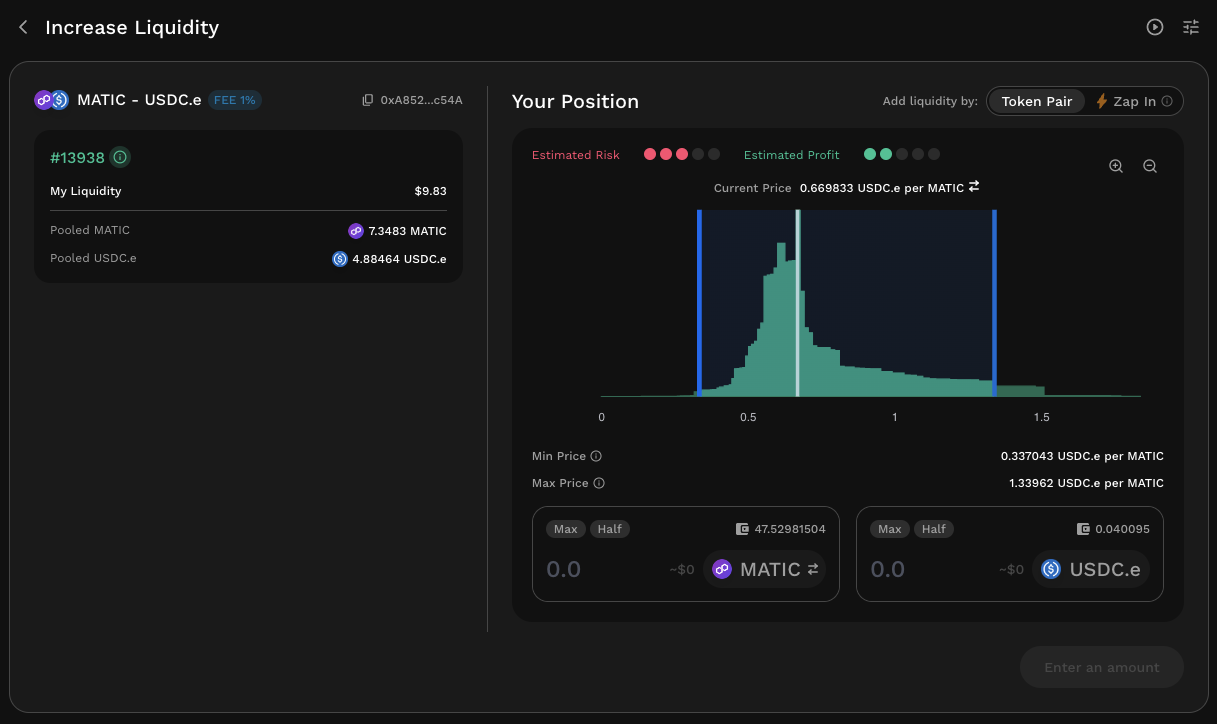 Increase Liquidity
MATIC - USDC.e FEE 1% 0xA852...c54A
#13938
My Liquidity $9.83
Pooled MATIC 7.3483 MATIC
Pooled USDC.e 4.88464 USDC.e
Your Position
Add liquidity by: Token Pair Zap In
Estimated Risk Estimated Profit
Current Price 0.669833 USDC.e per MATIC
0 0.5 1 1.5
Min Price 0.337043 USDC.e per MATIC
Max Price 1.33962 USDC.e per MATIC
Max Half 47.52981504
0.0 ~$0 MATIC
Max Half 0.040095
0.0 ~$0 USDC.e
Enter an amount